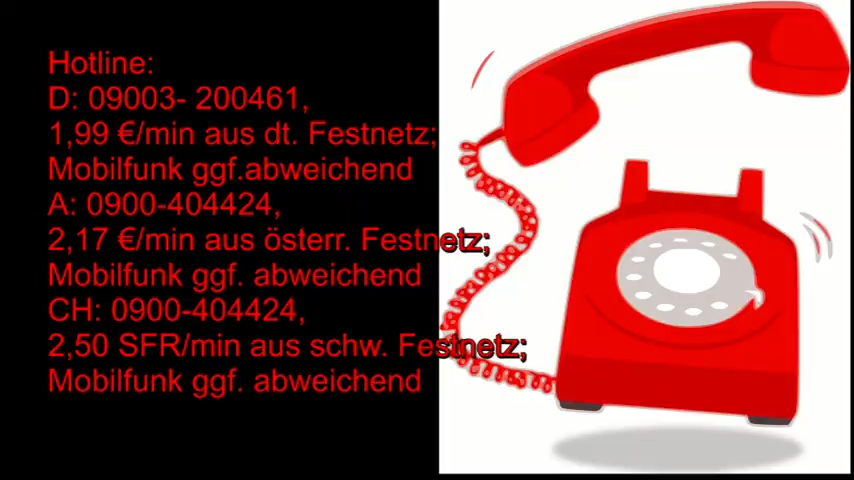 Hotline:
D: 09003- 200461,
1,99 €/min aus dt. Festnetz;
Mobilfunk ggf.abweichend
A: 0900-404424,
2,17 €/min aus österr. Festnetz;
Mobilfunk ggf. abweichend
CH: 0900-404424,
2,50 SFR/min aus schw. Festnetz;
Mobilfunk ggf. abweichend